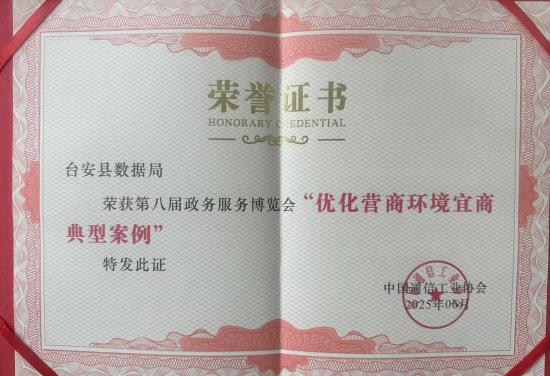 荣誉证书
HONORARY CREDENTIAL
台安县数据局
荣获第八届政务服务博览会“优化营商环境宜商
典型案例”
特发此证
中国通信工业协会
2025年06月